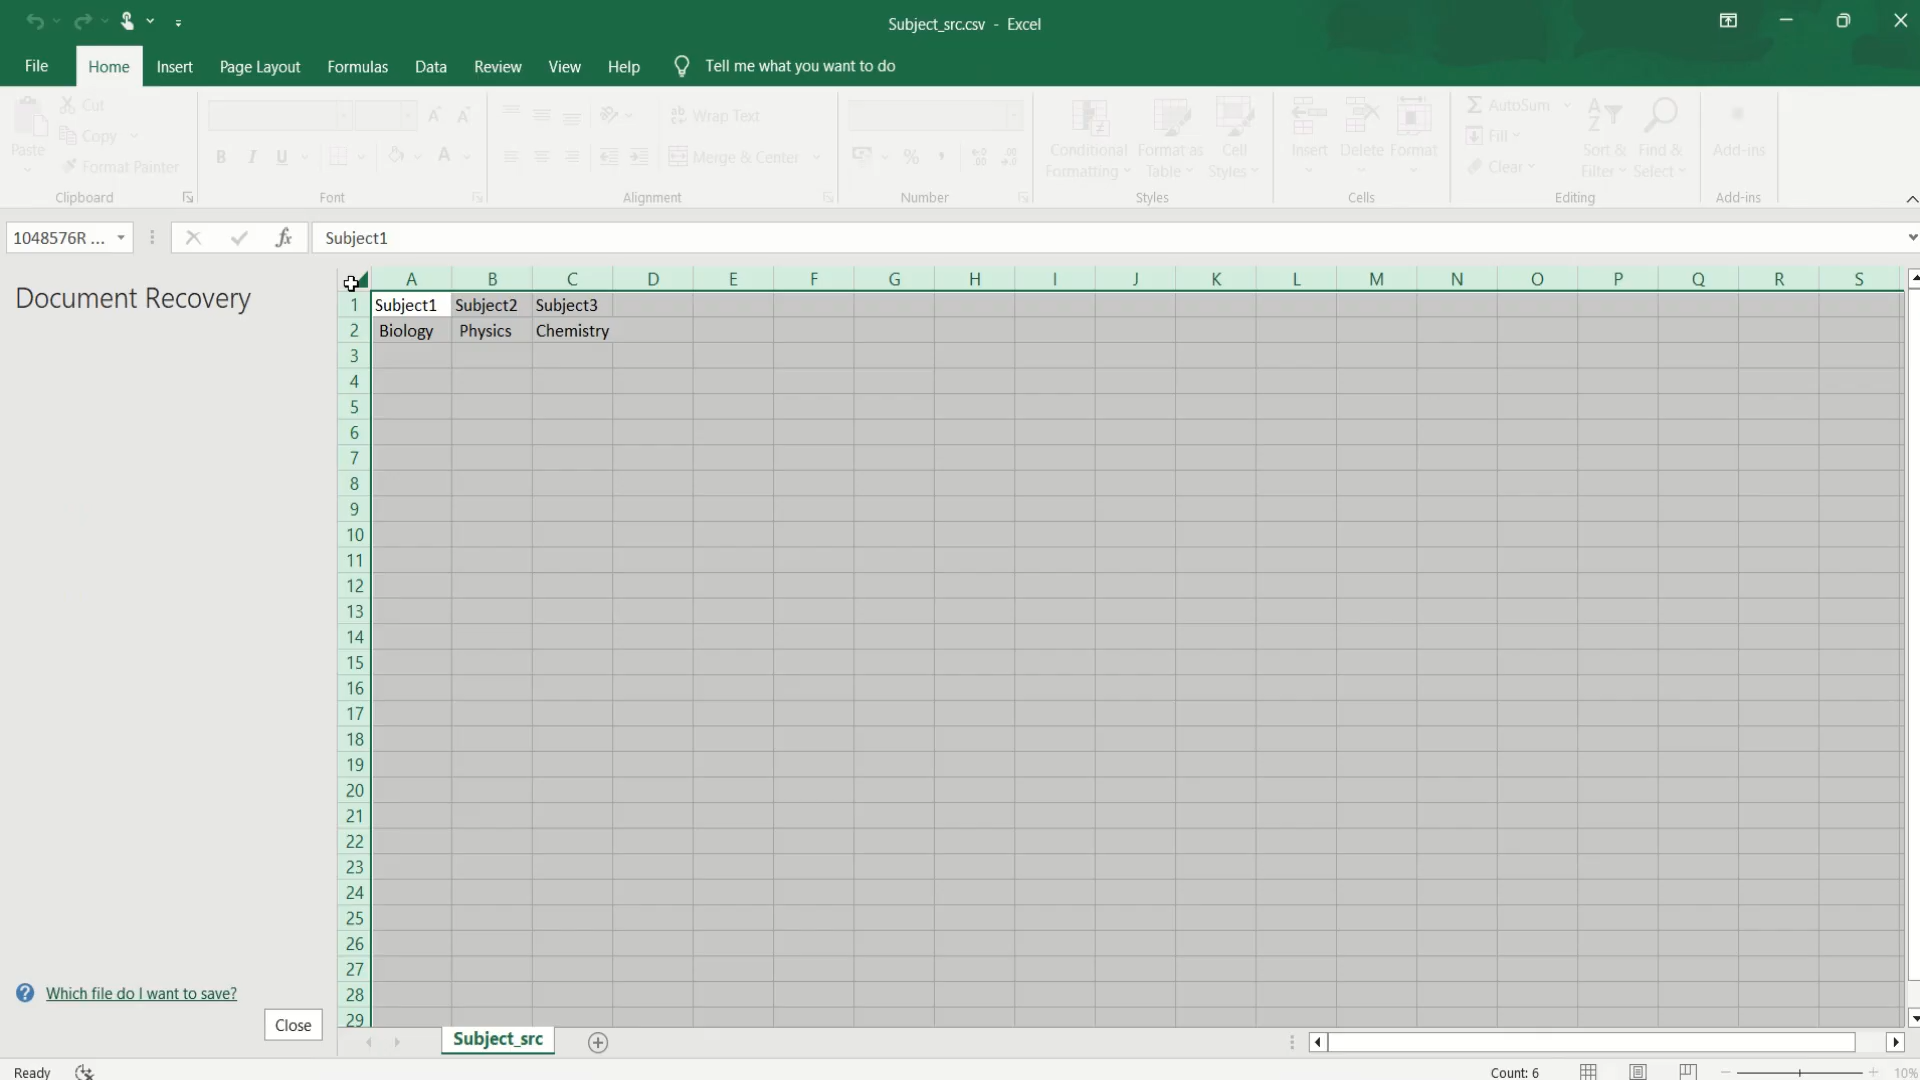 Subject_src.csv - Excel
File Home Insert Page Layout Formulas Data Review View Help Tell me what you want to do
Paste
Cut
Copy
Format Painter
Clipboard
B I U A
Font
Wrap Text
Merge & Center
Alignment
%
Number
Conditional Formatting
Format as Table
Cell Styles
Styles
Insert Delete Format
Cells
AutoSum
Fill
Clear
Sort & Filter
Find & Select
Editing
Add-ins
Add-ins
1048576R ... fx Subject1
Document Recovery
A B C D E F G H I J K L M N O P Q R S
1 Subject1 Subject2 Subject3
2 Biology Physics Chemistry
3
4
5
6
7
8
9
10
11
12
13
14
15
16
17
18
19
20
21
22
23
24
25
26
27
28
29
Which file do I want to save?
Close
Subject_src
Ready Count: 6 10%